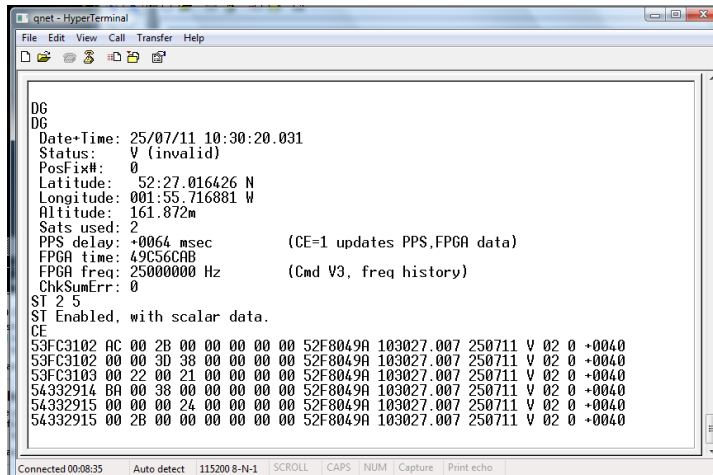 qnet - HyperTerminal
File Edit View Call Transfer Help
DG
DG
Date+Time: 25/07/11 10:30:20.031
Status: V (invalid)
PosFix#: 0
Latitude: 52:27.016426 N
Longitude: 001:55.716881 W
Altitude: 161.872m
Sats used: 2
PPS delay: +0064 msec (CE=1 updates PPS,FPGA data)
FPGA time: 49C56CAB
FPGA freq: 25000000 Hz (Cmd V3, freq history)
ChkSumErr: 0
ST 2 5
ST Enabled, with scalar data.
CE
53FC3102 AC 00 2B 00 00 00 00 00 52F8049A 103027.007 250711 V 02 0 +0040
53FC3102 00 00 3D 38 00 00 00 00 52F8049A 103027.007 250711 V 02 0 +0040
53FC3103 00 22 00 21 00 00 00 00 52F8049A 103027.007 250711 V 02 0 +0040
54332914 BA 00 38 00 00 00 00 00 52F8049A 103027.007 250711 V 02 0 +0040
54332915 00 00 00 24 00 00 00 00 52F8049A 103027.007 250711 V 02 0 +0040
54332915 00 2B 00 00 00 00 00 00 52F8049A 103027.007 250711 V 02 0 +0040
Connected 00:08:35 Auto detect 115200 8-N-1 SCROLL CAPS NUM Capture Print echo